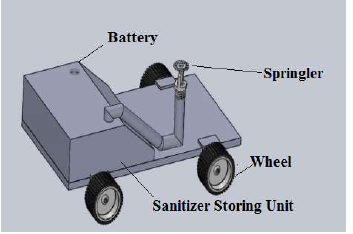 Battery
Springler
Wheel
Sanitizer Storing Unit